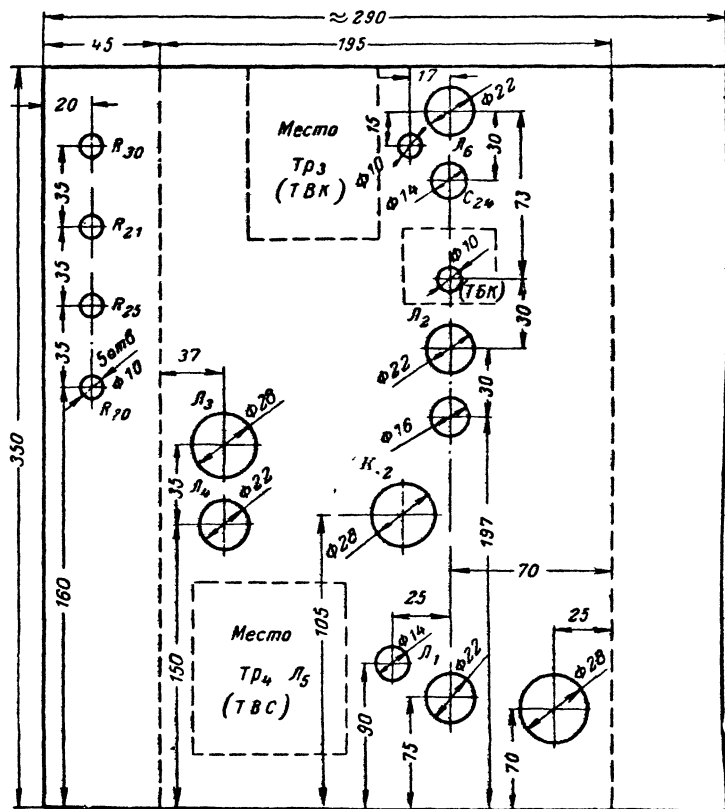 ≈ 290
45
195
17
Ф22
20
Место
Тр3
(ТВК)
15
Ф10
Л6
30
R30
Ф14
С24
73
35
R21
35
Ф10
(ТБК)
R25
Л2
30
5отв
Ф10
35
37
Ф22
30
R20
Л3
Ф28
Ф16
350
К.2
35
Л4
Ф22
Ф28
197
160
70
105
25
25
Место
Тр4 Л5
(ТВС)
150
Ф14
Л1
Ф22
Ф28
90
75
70